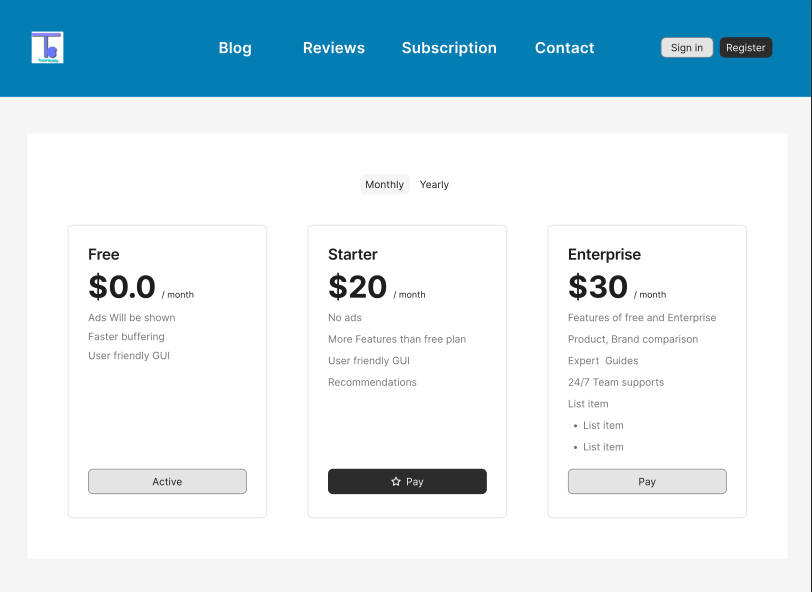 Blog
Reviews
Subscription
Contact
Sign in
Register
Monthly
Yearly
Free
$0.0 / month
Ads Will be shown
Faster buffering
User friendly GUI
Active
Starter
$20 / month
No ads
More Features than free plan
User friendly GUI
Recommendations
Pay
Enterprise
$30 / month
Features of free and Enterprise
Product, Brand comparison
Expert Guides
24/7 Team supports
List item
• List item
• List item
Pay